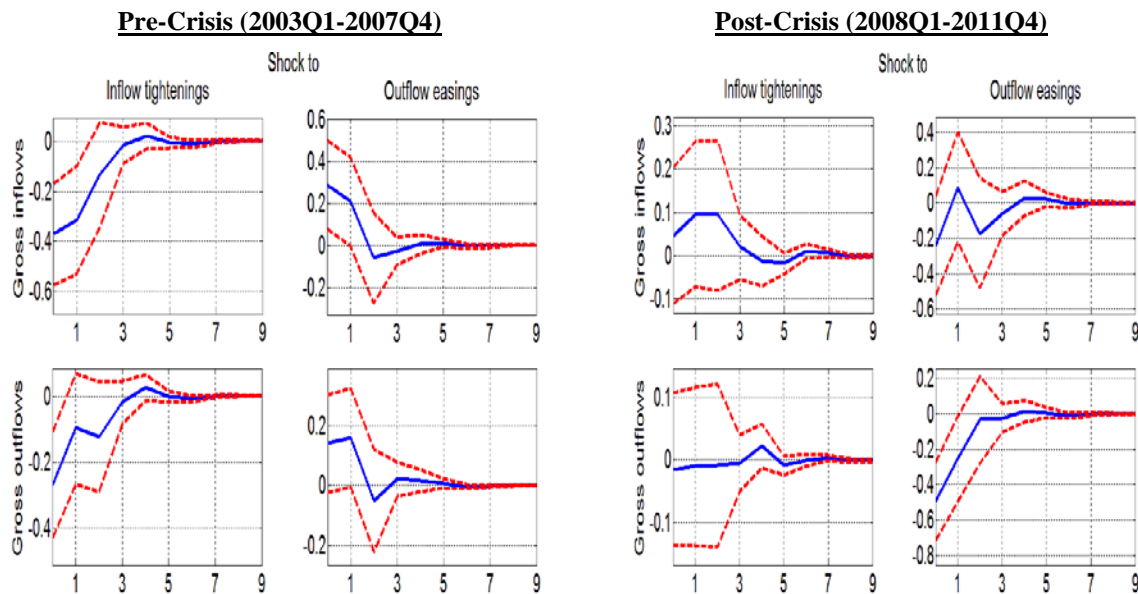 Pre-Crisis (2003Q1-2007Q4)
Post-Crisis (2008Q1-2011Q4)
Shock to
Inflow tightenings
Outflow easings
Shock to
Inflow tightenings
Outflow easings
Gross inflows
0
-0.2
-0.4
-0.6
1 3 5 7 9
0.6
0.4
0.2
0
-0.2
1 3 5 7 9
Gross inflows
0.3
0.2
0.1
0
-0.1
1 3 5 7 9
0.4
0.2
0
-0.2
-0.4
-0.6
1 3 5 7 9
Gross outflows
0
-0.2
-0.4
1 3 5 7 9
0.2
0
-0.2
1 3 5 7 9
Gross outflows
0.1
0
-0.1
1 3 5 7 9
0.2
0
-0.2
-0.4
-0.6
-0.8
1 3 5 7 9